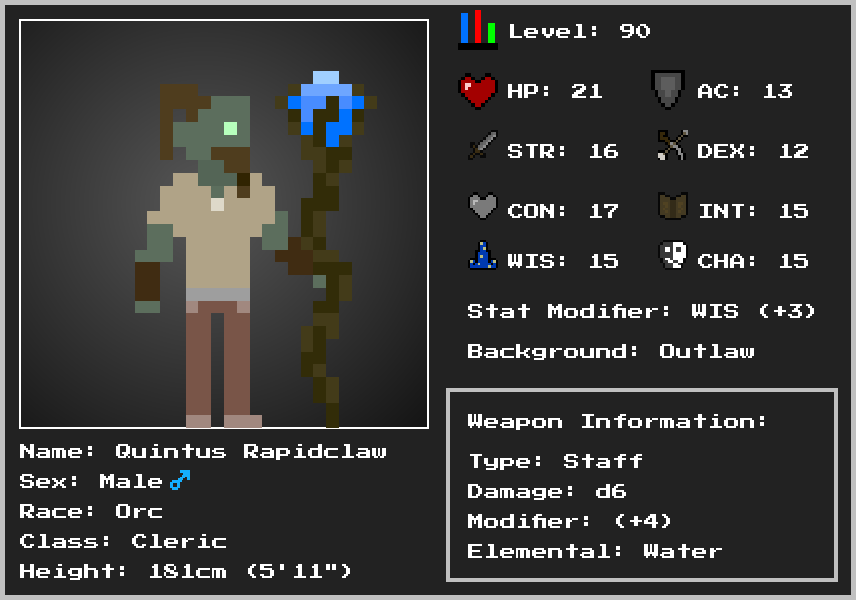 Level: 90
HP: 21
AC: 13
STR: 16
DEX: 12
CON: 17
INT: 15
WIS: 15
CHA: 15
Stat Modifier: WIS (+3)
Background: Outlaw
Weapon Information:
Type: Staff
Damage: d6
Modifier: (+4)
Elemental: Water
Name: Quintus Rapidclaw
Sex: Male♂
Race: Orc
Class: Cleric
Height: 181cm (5'11")